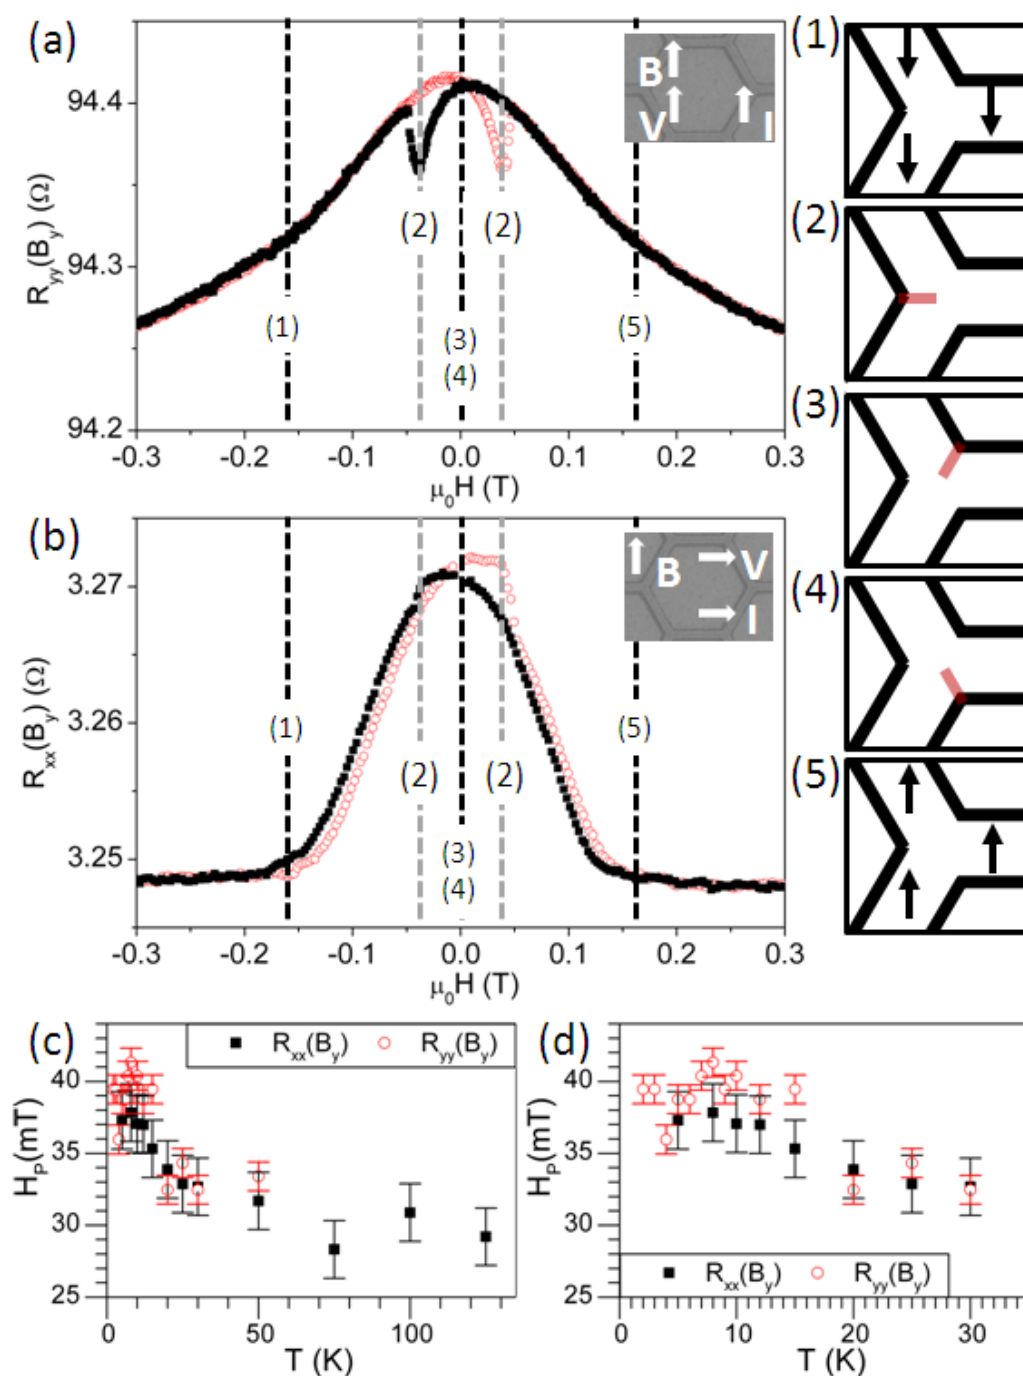 (a)
R_yy(B_y) (Ω)
94.4
94.3
94.2
B
V
I
(2)
(2)
(1)
(3)
(4)
(5)
-0.3
-0.2
-0.1
0.0
0.1
0.2
0.3
μ₀H (T)
(b)
R_xx(B_y) (Ω)
3.27
3.26
3.25
B
V
I
(1)
(5)
(2)
(2)
(3)
(4)
-0.3
-0.2
-0.1
0.0
0.1
0.2
0.3
μ₀H (T)
(1)
(2)
(3)
(4)
(5)
(c)
H_P(mT)
40
35
30
25
R_xx(B_y)
R_yy(B_y)
0
50
100
T (K)
(d)
H_P(mT)
40
35
30
25
R_xx(B_y)
R_yy(B_y)
0
10
20
30
T (K)